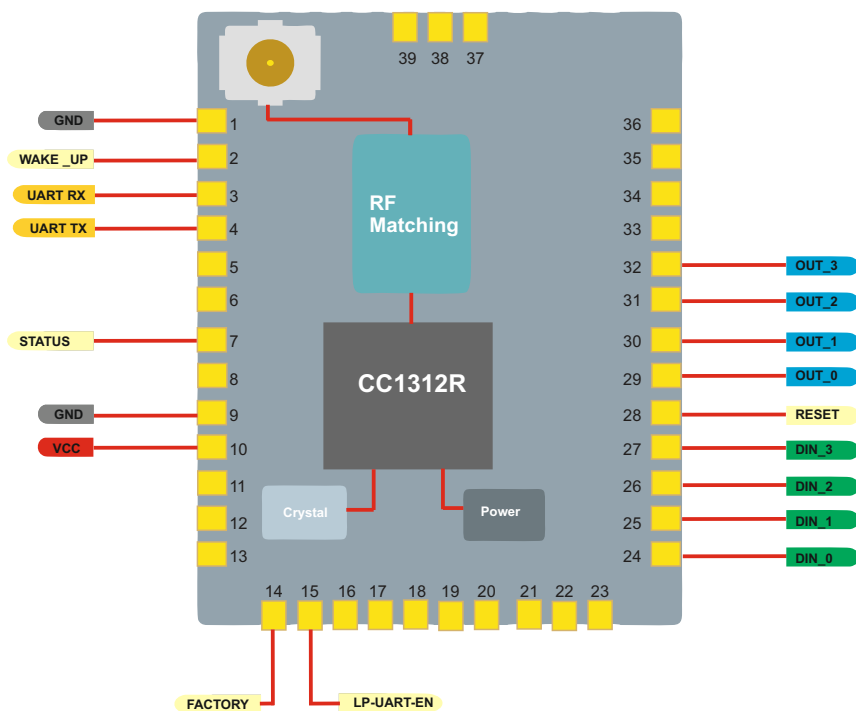 39 38 37
GND 1
WAKE _UP 2
UART RX 3
UART TX 4
5
6
STATUS 7
8
GND 9
VCC 10
11
12
13
RF
Matching
CC1312R
Crystal
Power
36
35
34
33
32 OUT_3
31 OUT_2
30 OUT_1
29 OUT_0
28 RESET
27 DIN_3
26 DIN_2
25 DIN_1
24 DIN_0
14 15 16 17 18 19 20 21 22 23
FACTORY LP-UART-EN